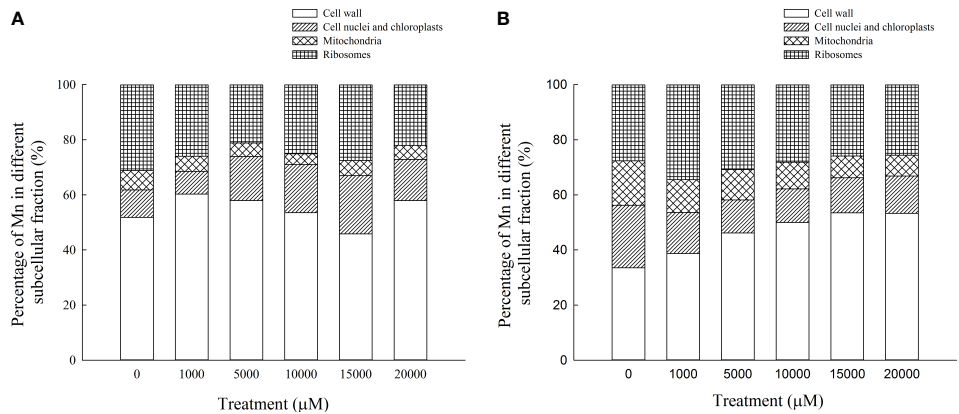 A
Cell wall
Cell nuclei and chloroplasts
Mitochondria
Ribosomes
Percentage of Mn in different
subcellular fraction (%)
100
80
60
40
20
0
0 1000 5000 10000 15000 20000
Treatment (μM)
B
Cell wall
Cell nuclei and chloroplasts
Mitochondria
Ribosomes
Percentage of Mn in different
subcellular fraction (%)
100
80
60
40
20
0
0 1000 5000 10000 15000 20000
Treatment (μM)